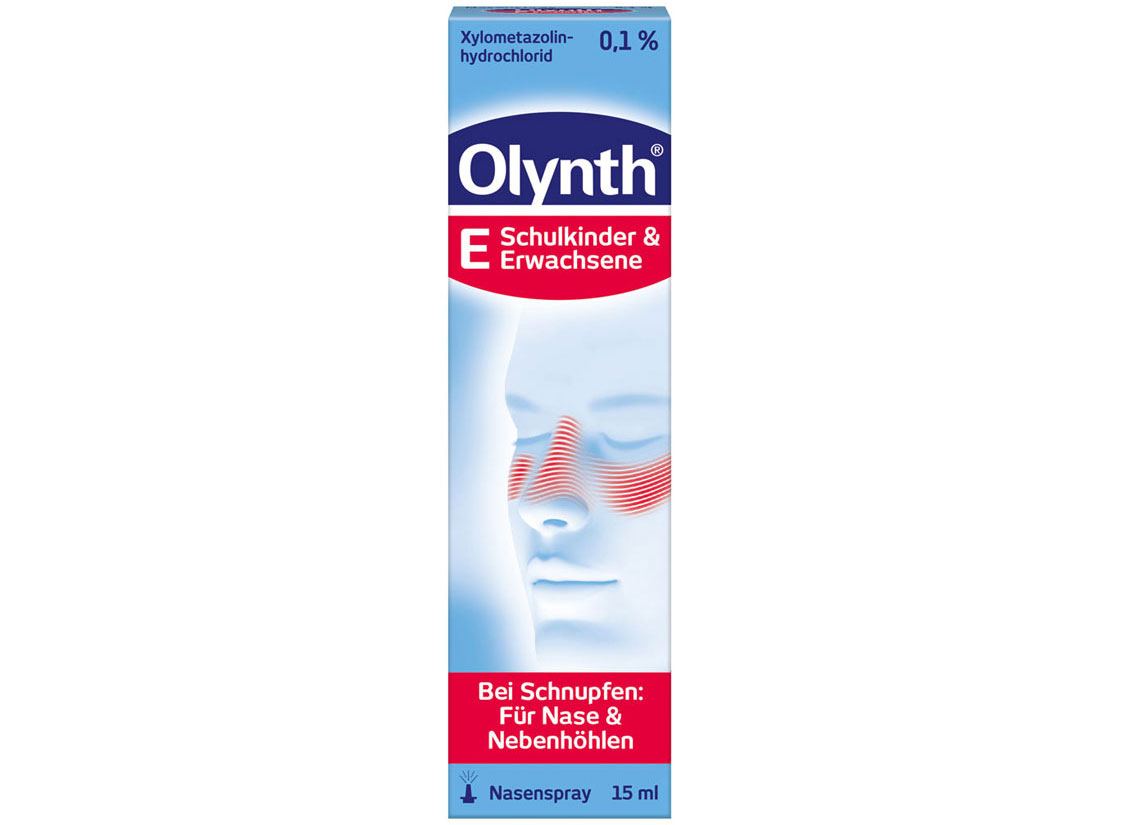 Xylometazolin-
hydrochlorid
0,1 %
Olynth®
E Schulkinder &
Erwachsene
Bei Schnupfen:
Für Nase &
Nebenhöhlen
Nasenspray 15 ml